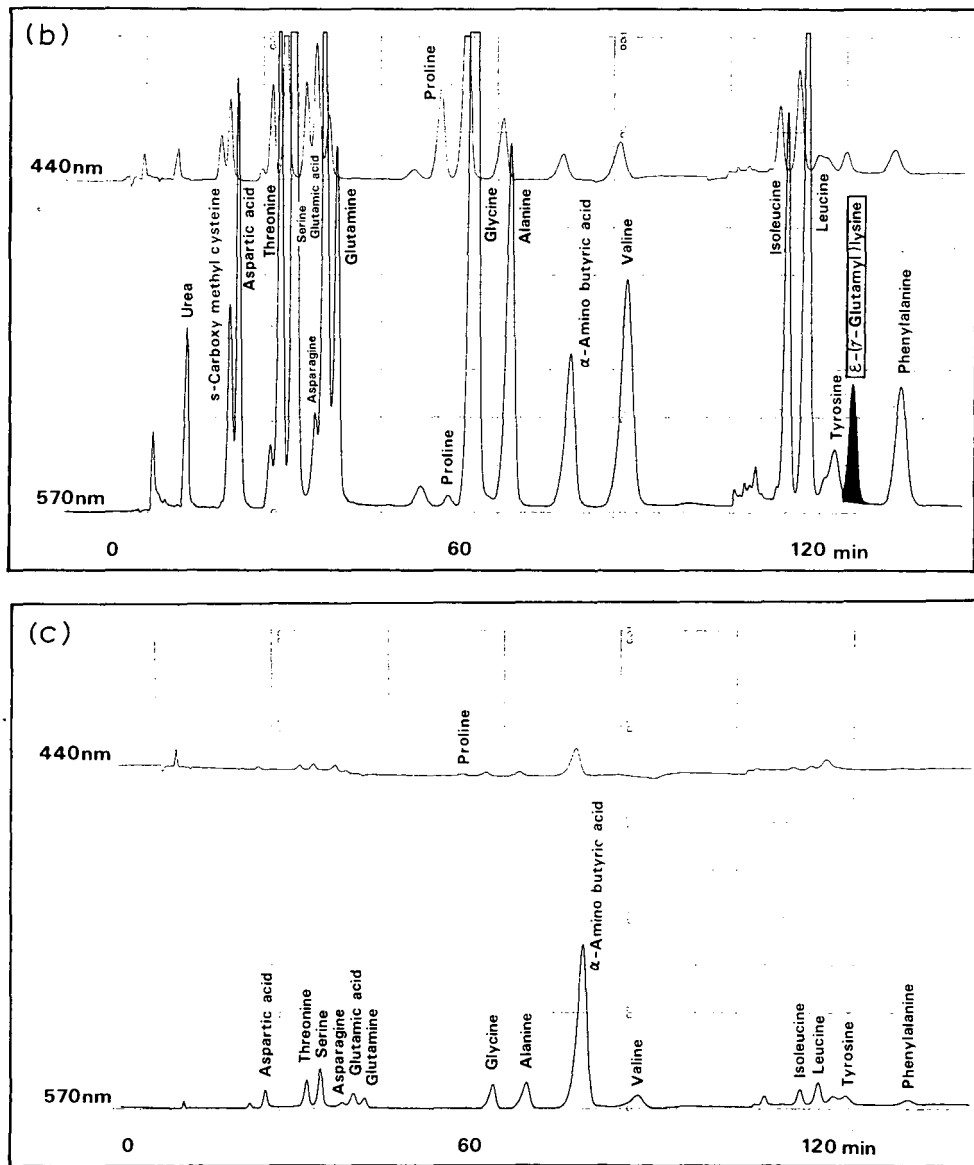 (b)
440nm
570nm
Urea
s-Carboxy methyl cysteine
Aspartic acid
Threonine
Serine
Glutamic acid
Asparagine
Glutamine
Proline
Proline
Glycine
Alanine
α-Amino butyric acid
Valine
Isoleucine
Leucine
Tyrosine
ε-(γ-Glutamyl)lysine
Phenylalanine
0 60 120 min
(c)
440nm
Proline
570nm
Aspartic acid
Threonine
Serine
Asparagine
Glutamic acid
Glutamine
Glycine
Alanine
α-Amino butyric acid
Valine
Isoleucine
Leucine
Tyrosine
Phenylalanine
0 60 120 min